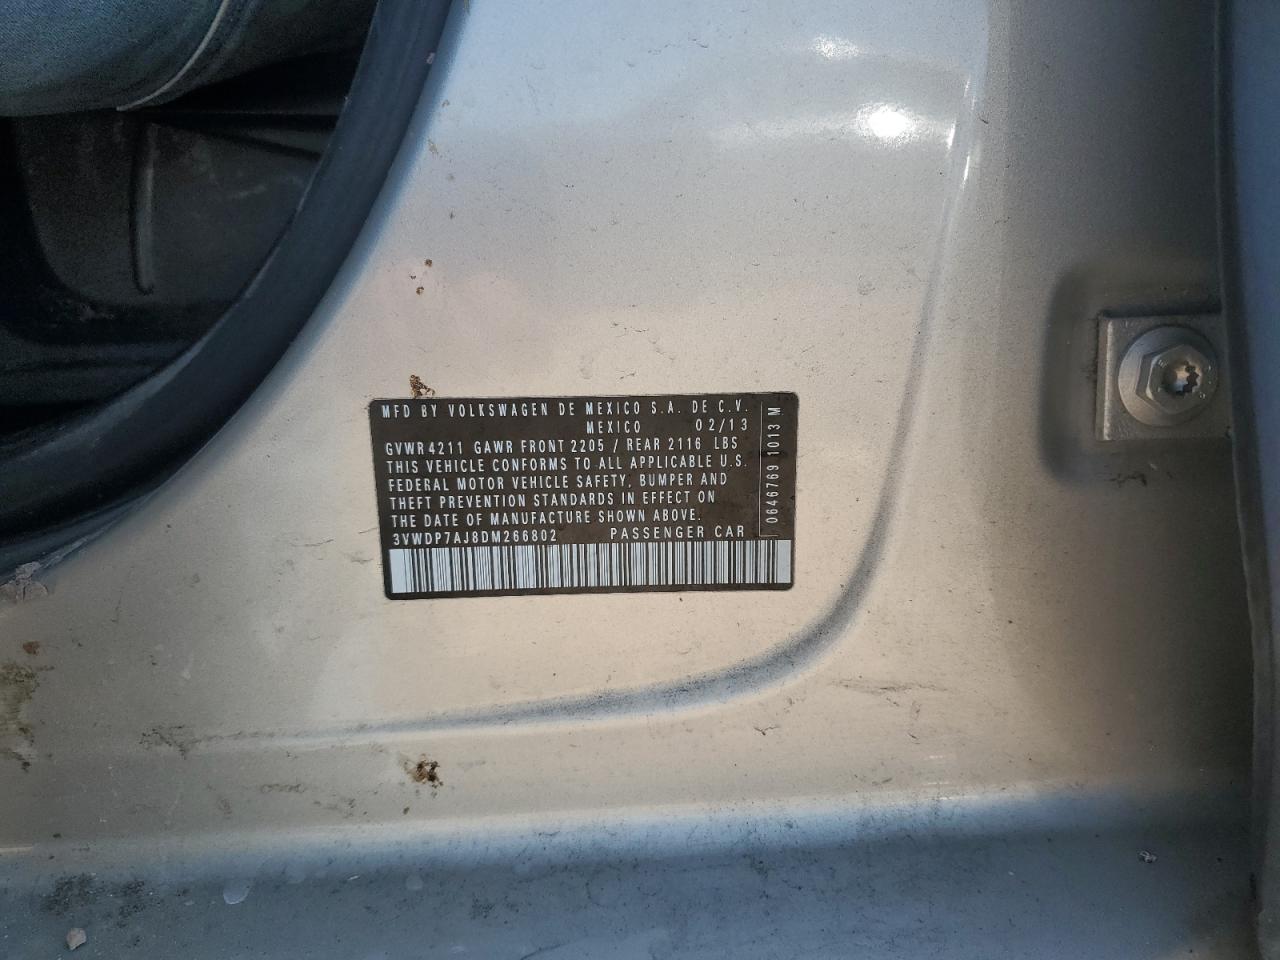 MFD BY VOLKSWAGEN DE MEXICO S.A. DE C.V.
MEXICO 02/13
GVWR 4211 GAWR FRONT 2205 / REAR 2116 LBS
THIS VEHICLE CONFORMS TO ALL APPLICABLE U.S.
FEDERAL MOTOR VEHICLE SAFETY, BUMPER AND
THEFT PREVENTION STANDARDS IN EFFECT ON
THE DATE OF MANUFACTURE SHOWN ABOVE.
3VWDP7AJ8DM266802 PASSENGER CAR
0646769 1013 M